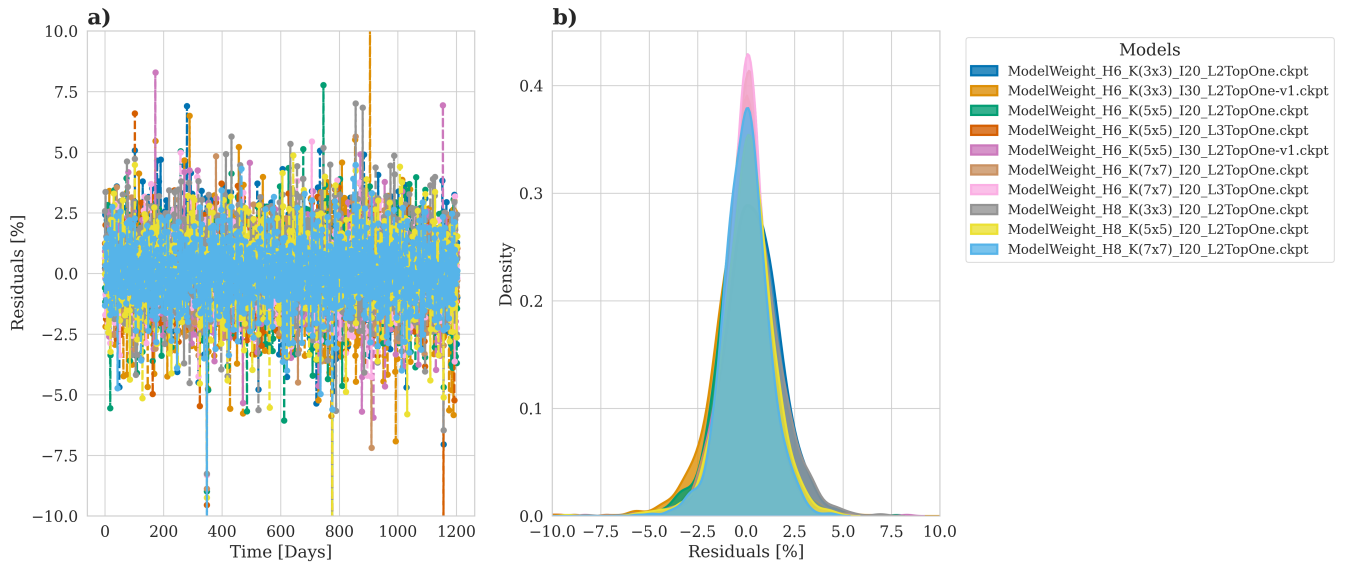 a)
10.0
7.5
5.0
2.5
0.0
−2.5
−5.0
−7.5
−10.0
Residuals [%]
0 200 400 600 800 1000 1200
Time [Days]
b)
0.4
0.3
0.2
0.1
0.0
Density
−10.0 −7.5 −5.0 −2.5 0.0 2.5 5.0 7.5 10.0
Residuals [%]
Models
ModelWeight_H6_K(3x3)_I20_L2TopOne.ckpt
ModelWeight_H6_K(3x3)_I30_L2TopOne-v1.ckpt
ModelWeight_H6_K(5x5)_I20_L2TopOne.ckpt
ModelWeight_H6_K(5x5)_I20_L3TopOne.ckpt
ModelWeight_H6_K(5x5)_I30_L2TopOne-v1.ckpt
ModelWeight_H6_K(7x7)_I20_L2TopOne.ckpt
ModelWeight_H6_K(7x7)_I20_L3TopOne.ckpt
ModelWeight_H8_K(3x3)_I20_L2TopOne.ckpt
ModelWeight_H8_K(5x5)_I20_L2TopOne.ckpt
ModelWeight_H8_K(7x7)_I20_L2TopOne.ckpt